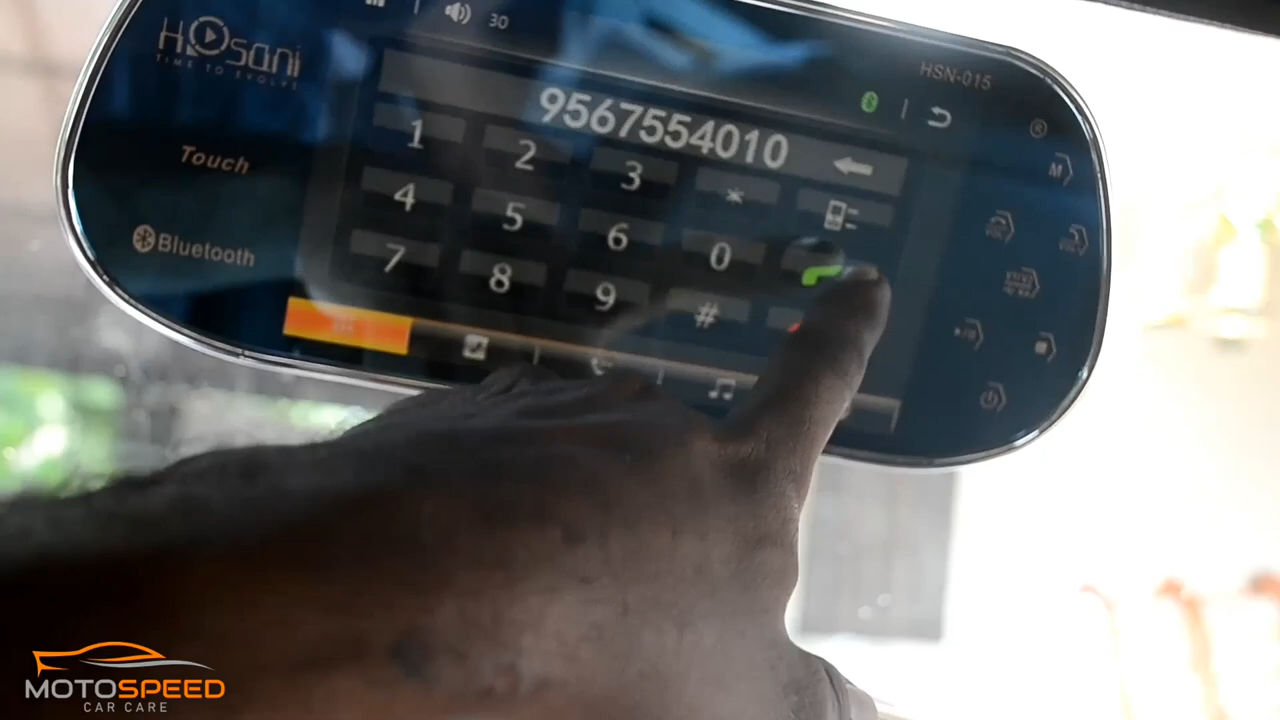 30
Hosani
TIME TO EVOLVE
HSN-015
®
9567554010
Touch
1 2 3 *
4 5 6 0
7 8 9 #
Bluetooth
M
MOTOSPEED
CAR CARE